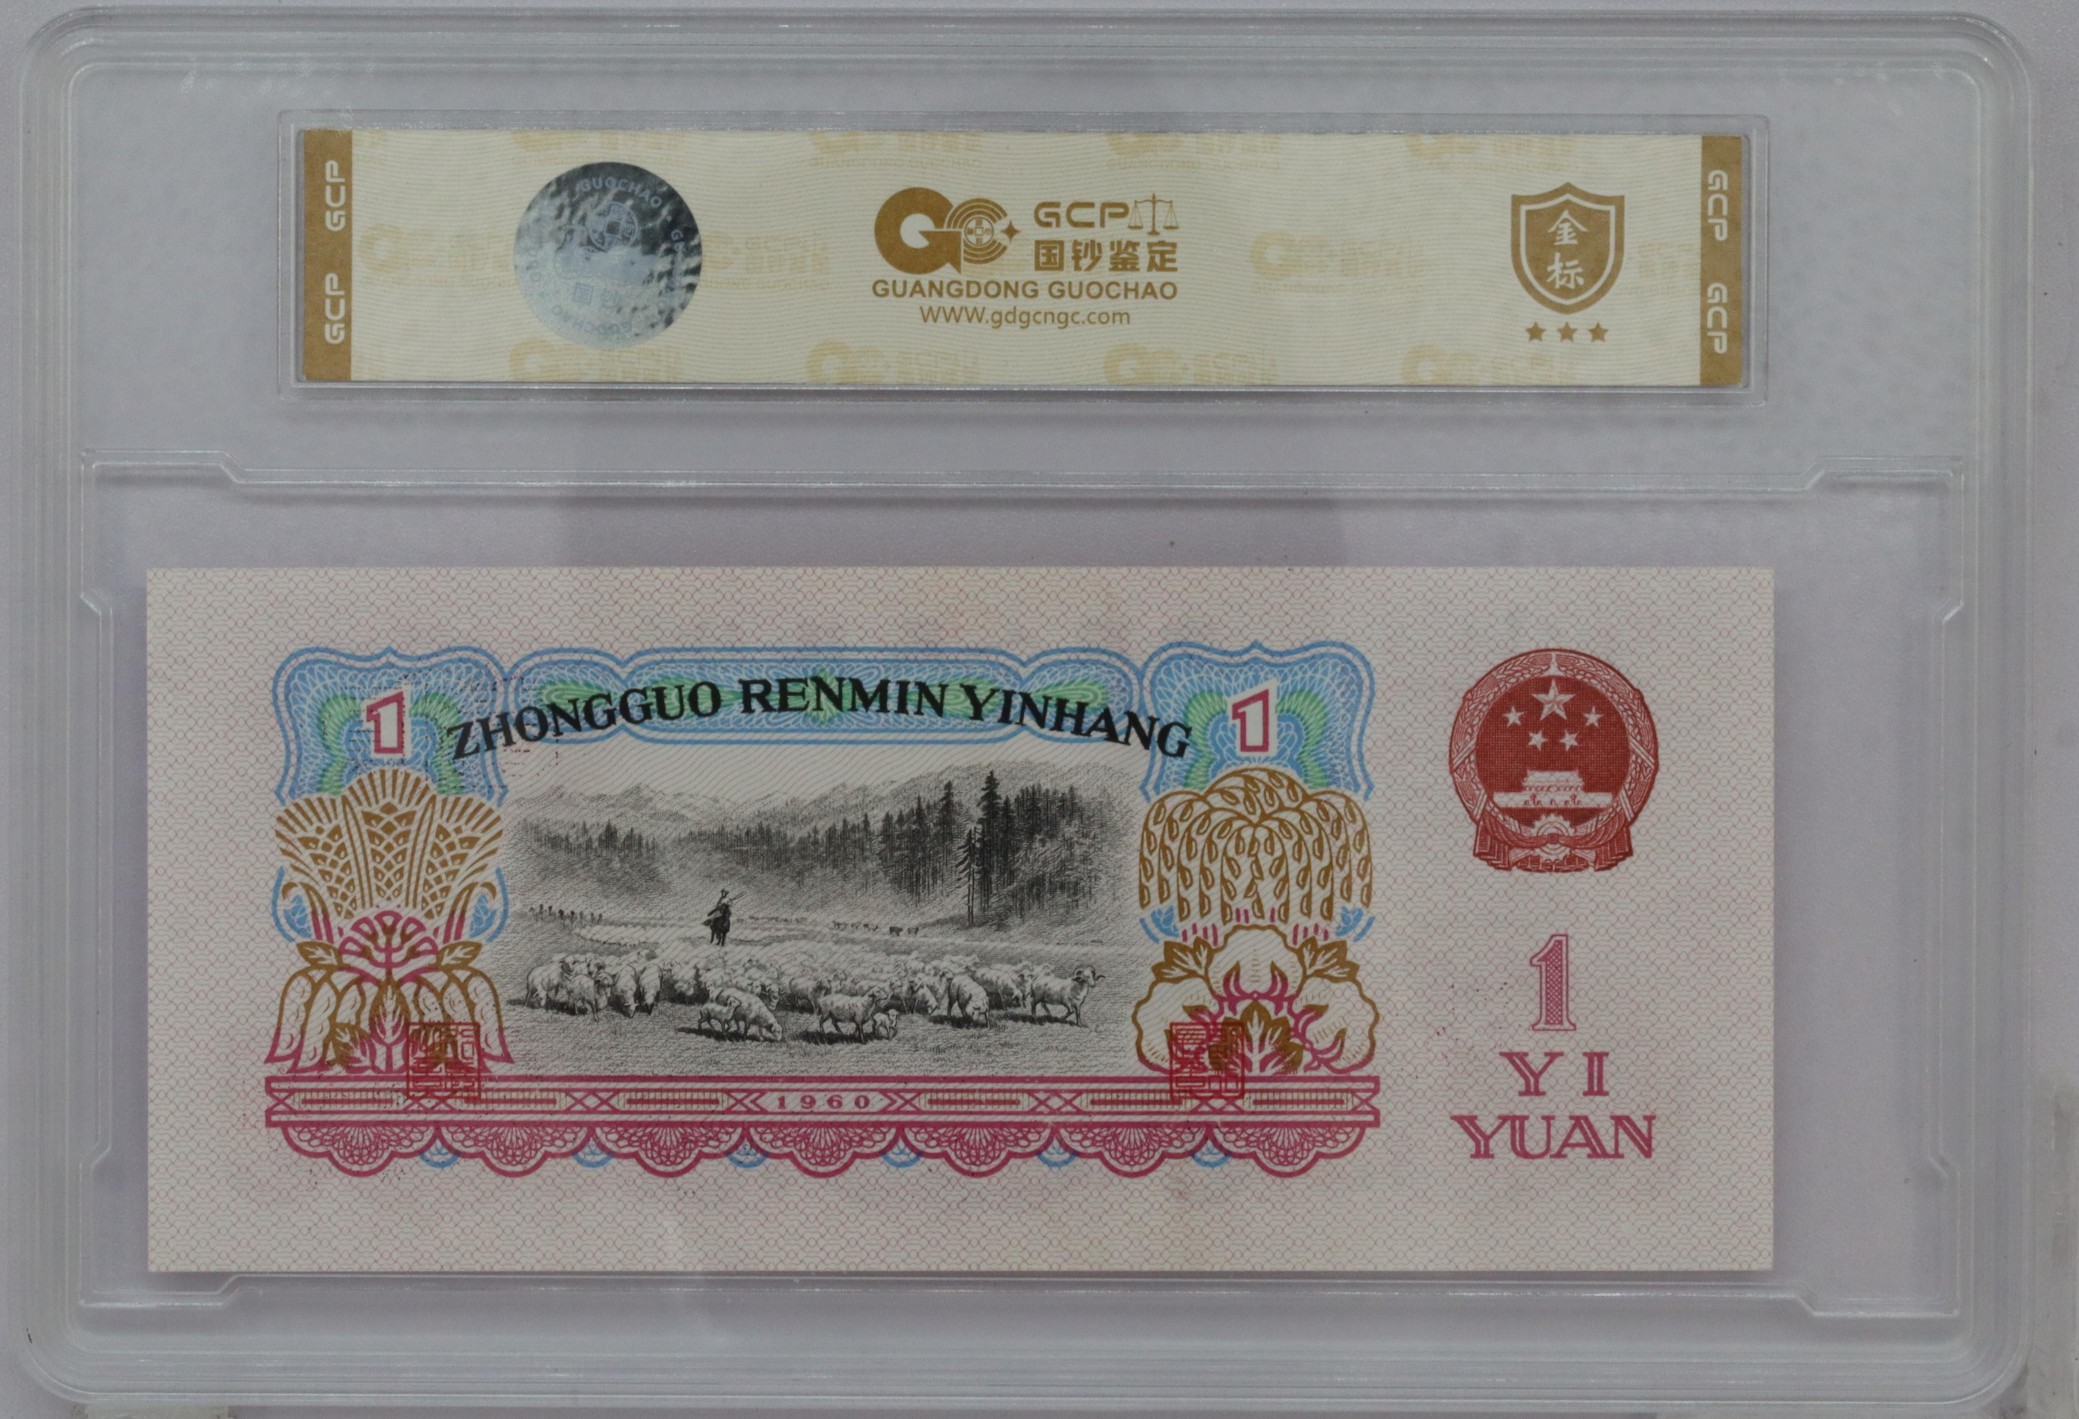 GCP GCP
GUOCHAO
GCP
国钞鉴定
GUANGDONG GUOCHAO
WWW.gdgcngc.com
金
标
GCP GCP
1
ZHONGGUO RENMIN YINHANG
1
1960
1
YI
YUAN